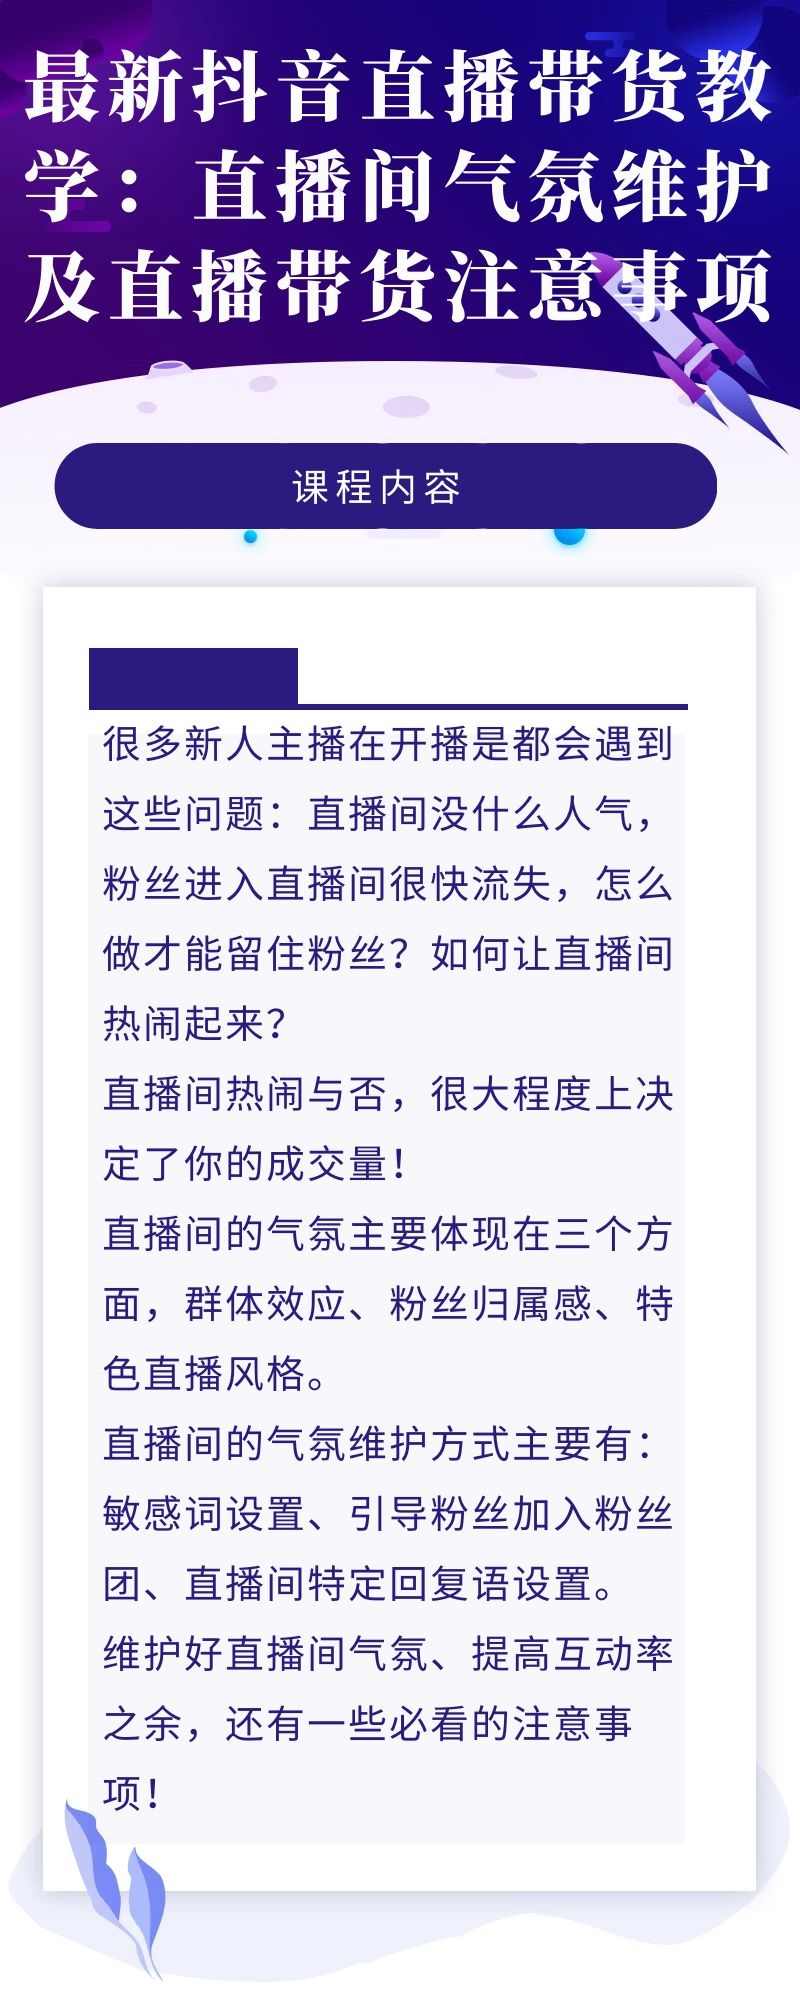 最新抖音直播带货教
学：直播间气氛维护
及直播带货注意事项
课程内容
很多新人主播在开播是都会遇到
这些问题：直播间没什么人气，
粉丝进入直播间很快流失，怎么
做才能留住粉丝？如何让直播间
热闹起来？
直播间热闹与否，很大程度上决
定了你的成交量！
直播间的气氛主要体现在三个方
面，群体效应、粉丝归属感、特
色直播风格。
直播间的气氛维护方式主要有：
敏感词设置、引导粉丝加入粉丝
团、直播间特定回复语设置。
维护好直播间气氛、提高互动率
之余，还有一些必看的注意事
项！